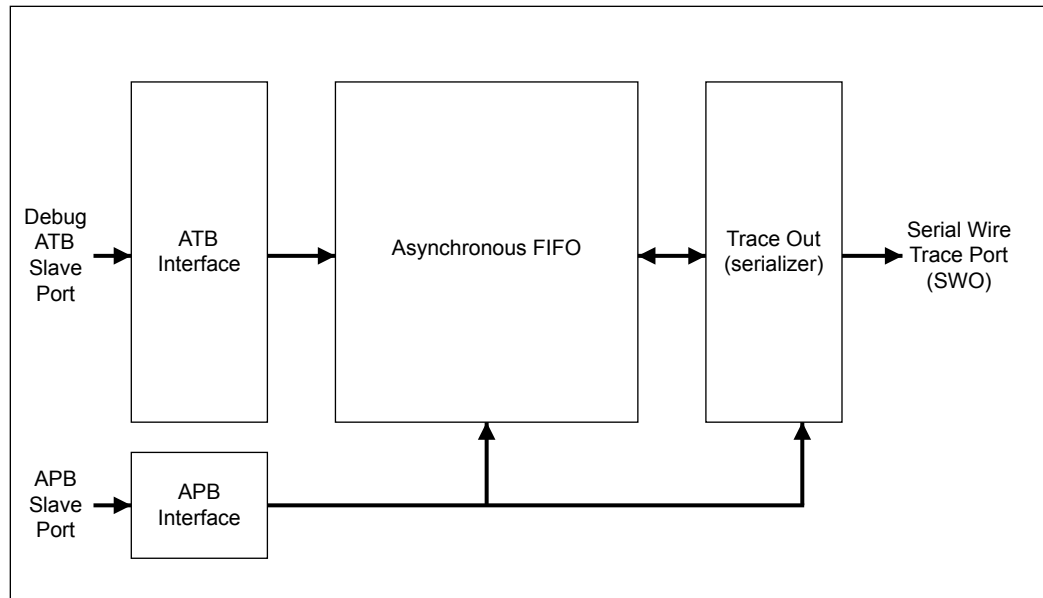 Debug
ATB
Slave
Port
ATB
Interface
Asynchronous FIFO
Trace Out
(serializer)
Serial Wire
Trace Port
(SWO)
APB
Slave
Port
APB
Interface